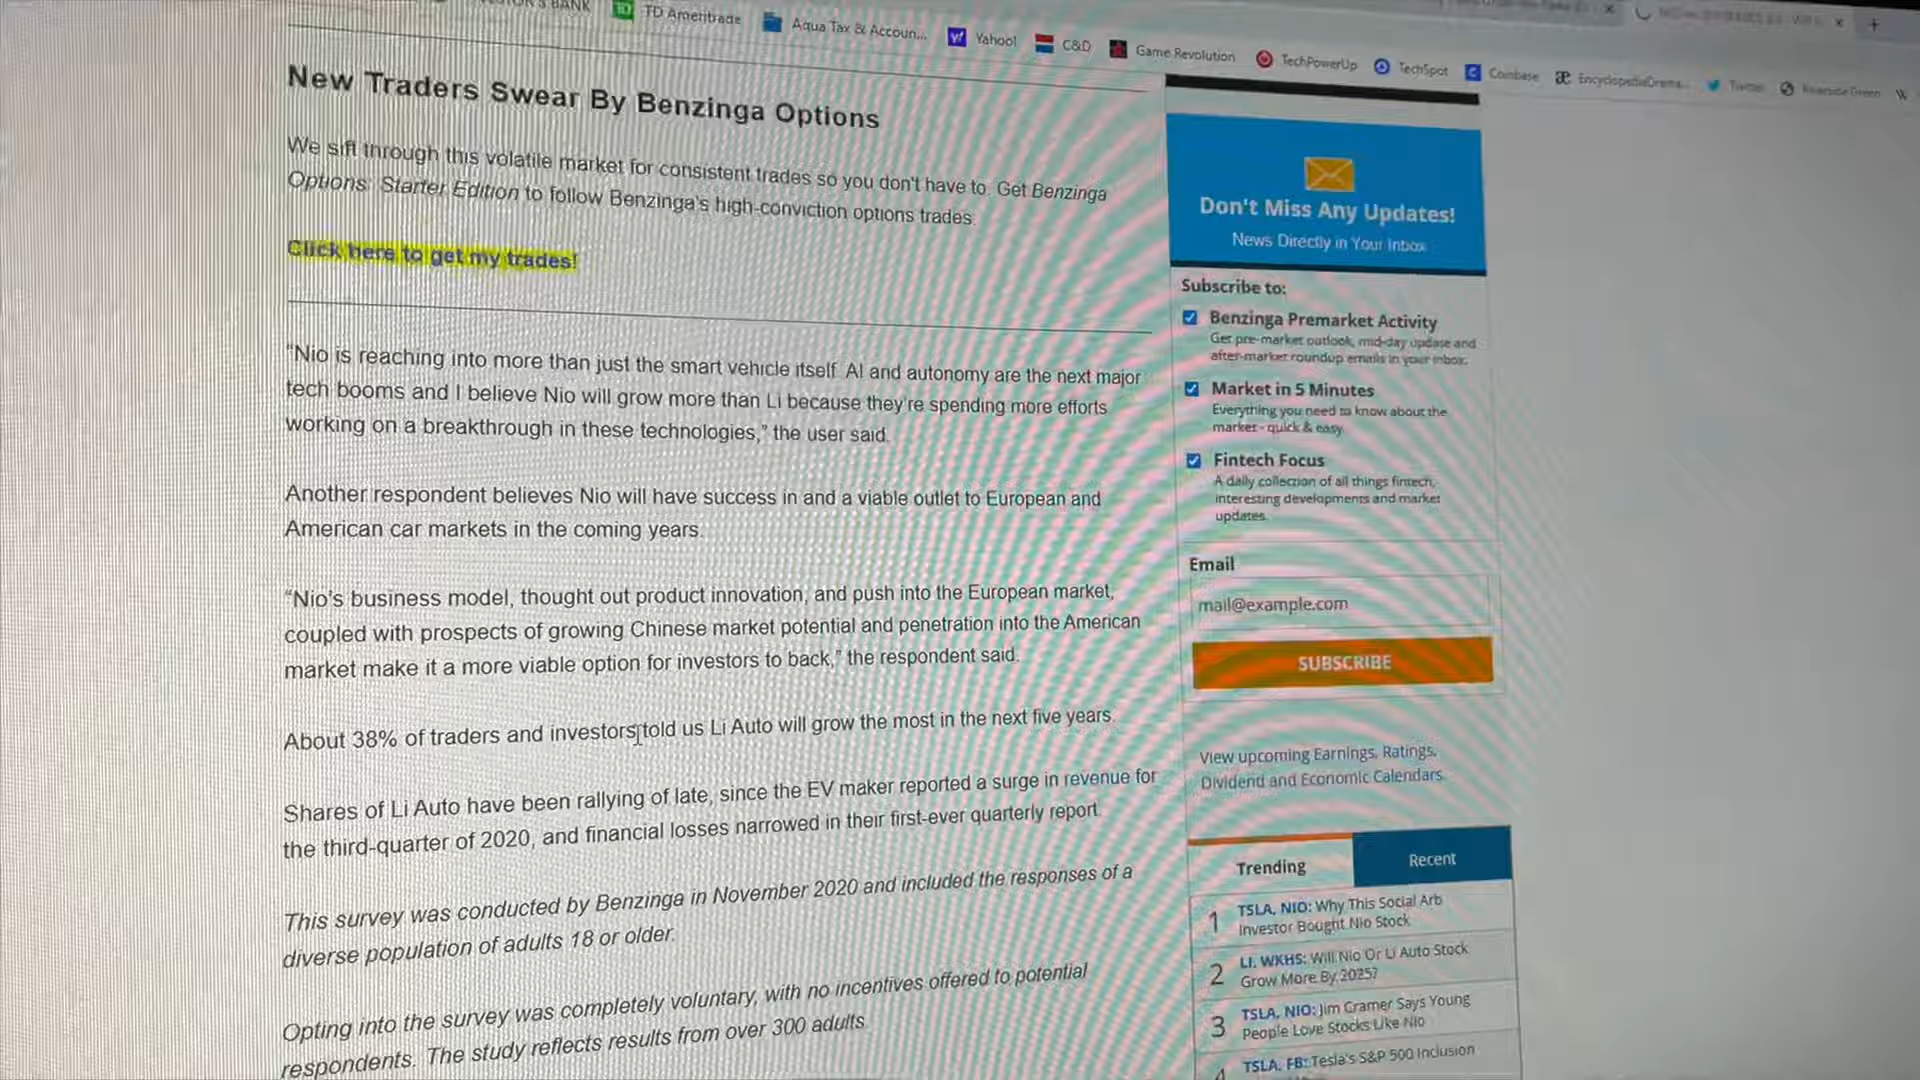 BANK
TD Ameritrade
Aqua Tax & Accoun...
Yahoo!
C&D
Game Revolution
TechPowerUp
TechSpot
Coinbase
EncyclopediaDrama...
Twitter
Riverside Green
New Traders Swear By Benzinga Options
We sift through this volatile market for consistent trades so you don't have to. Get Benzinga
Options: Starter Edition to follow Benzinga's high-conviction options trades.
Click here to get my trades!
“Nio is reaching into more than just the smart vehicle itself. AI and autonomy are the next major
tech booms and I believe Nio will grow more than Li because they're spending more efforts
working on a breakthrough in these technologies,” the user said.
Another respondent believes Nio will have success in and a viable outlet to European and
American car markets in the coming years.
“Nio's business model, thought out product innovation, and push into the European market,
coupled with prospects of growing Chinese market potential and penetration into the American
market make it a more viable option for investors to back,” the respondent said.
About 38% of traders and investors told us Li Auto will grow the most in the next five years.
Shares of Li Auto have been rallying of late, since the EV maker reported a surge in revenue for
the third-quarter of 2020, and financial losses narrowed in their first-ever quarterly report.
This survey was conducted by Benzinga in November 2020 and included the responses of a
diverse population of adults 18 or older.
Opting into the survey was completely voluntary, with no incentives offered to potential
respondents. The study reflects results from over 300 adults.
Don't Miss Any Updates!
News Directly in Your Inbox
Subscribe to:
Benzinga Premarket Activity
Get pre-market outlook, mid-day update and
after-market roundup emails in your inbox.
Market in 5 Minutes
Everything you need to know about the
market - quick & easy
Fintech Focus
A daily collection of all things fintech,
interesting developments and market
updates.
Email
mail@example.com
SUBSCRIBE
View upcoming Earnings, Ratings,
Dividend and Economic Calendars.
Trending
Recent
1 TSLA, NIO: Why This Social Arb
Investor Bought Nio Stock
2 LI, WKHS: Will Nio Or Li Auto Stock
Grow More By 2025?
3 TSLA, NIO: Jim Cramer Says Young
People Love Stocks Like Nio
4 TSLA, FB: Tesla's S&P 500 Inclusion